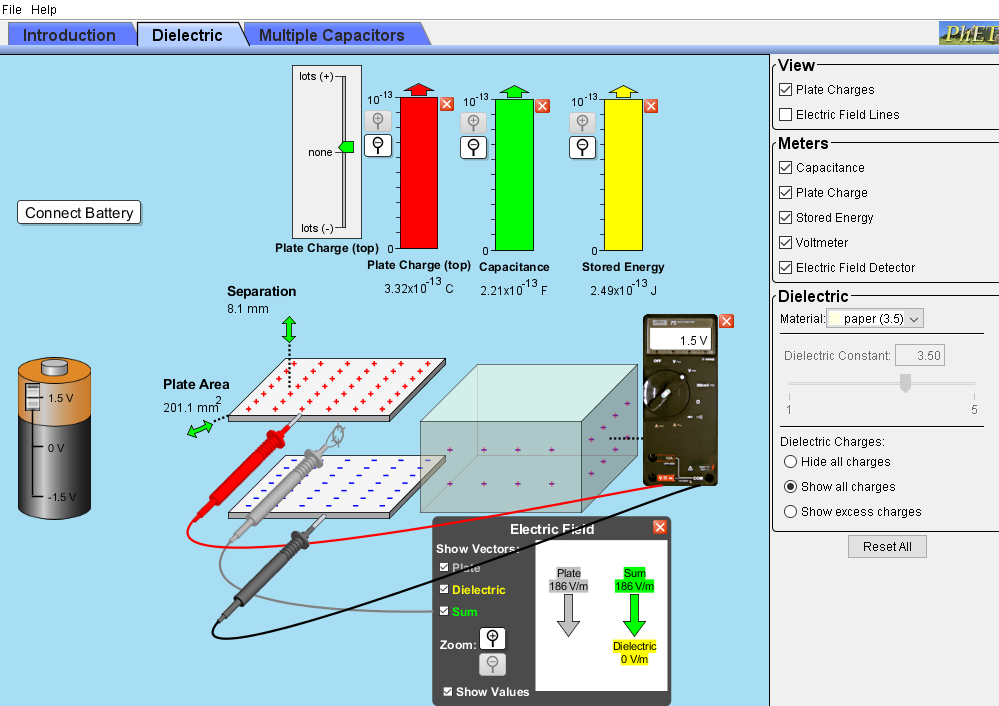 File Help
Introduction Dielectric Multiple Capacitors
PhET
lots (+)
none
lots (-)
Plate Charge (top)
10-13
0
Plate Charge (top)
3.32x10-13 C
10-13
0
Capacitance
2.21x10-13 F
10-13
0
Stored Energy
2.49x10-13 J
Connect Battery
Separation
8.1 mm
Plate Area
201.1 mm2
1.5 V
0 V
-1.5 V
1.5 V
OFF
COM
Electric Field
Show Vectors:
Plate
Dielectric
Sum
Zoom:
Show Values
Plate
186 V/m
Sum
186 V/m
Dielectric
0 V/m
View
Plate Charges
Electric Field Lines
Meters
Capacitance
Plate Charge
Stored Energy
Voltmeter
Electric Field Detector
Dielectric
Material: paper (3.5)
Dielectric Constant: 3.50
1 5
Dielectric Charges:
Hide all charges
Show all charges
Show excess charges
Reset All